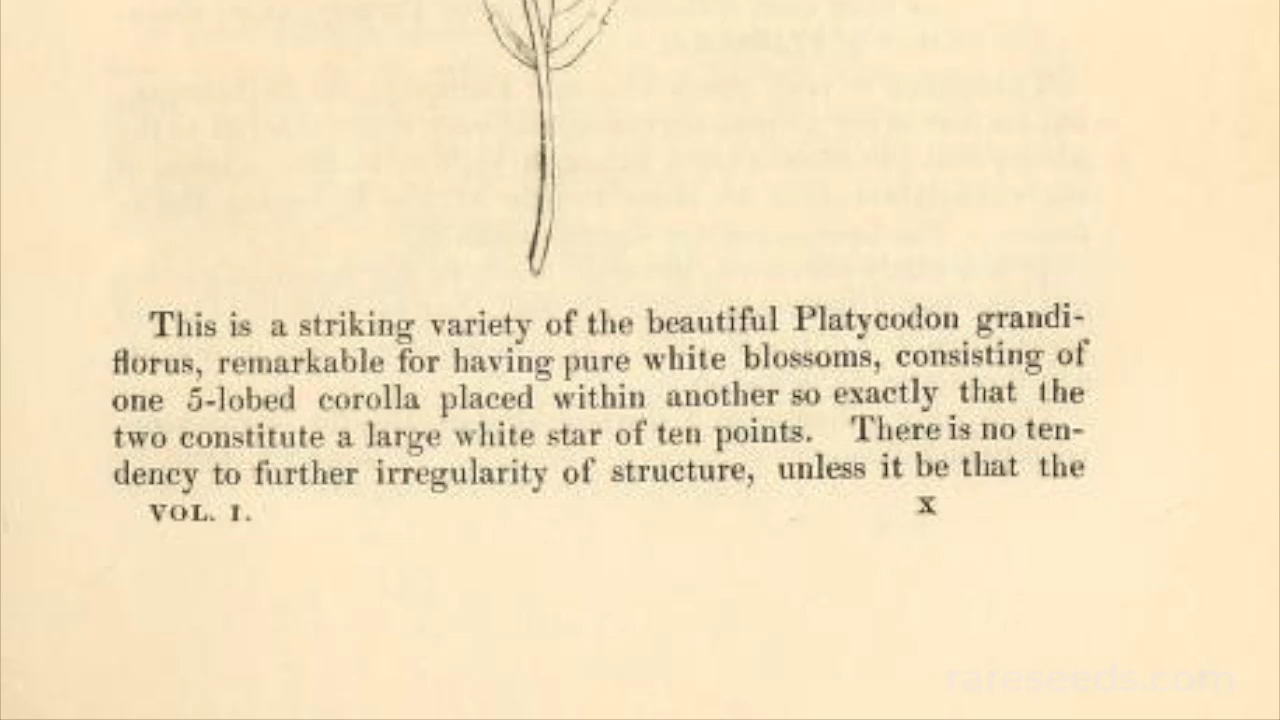 This is a striking variety of the beautiful Platycodon grandi-
florus, remarkable for having pure white blossoms, consisting of
one 5-lobed corolla placed within another so exactly that the
two constitute a large white star of ten points. There is no ten-
dency to further irregularity of structure, unless it be that the
VOL. I. X
rareseeds.com